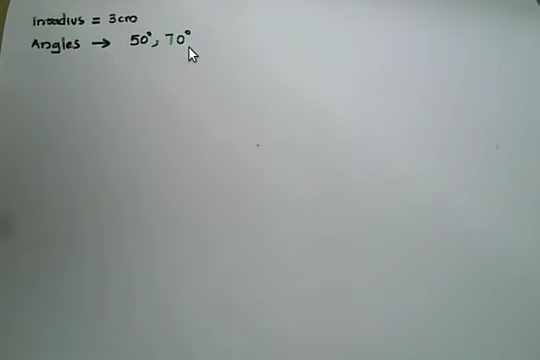 Inradius = 3cm
Angles → 50°, 70°